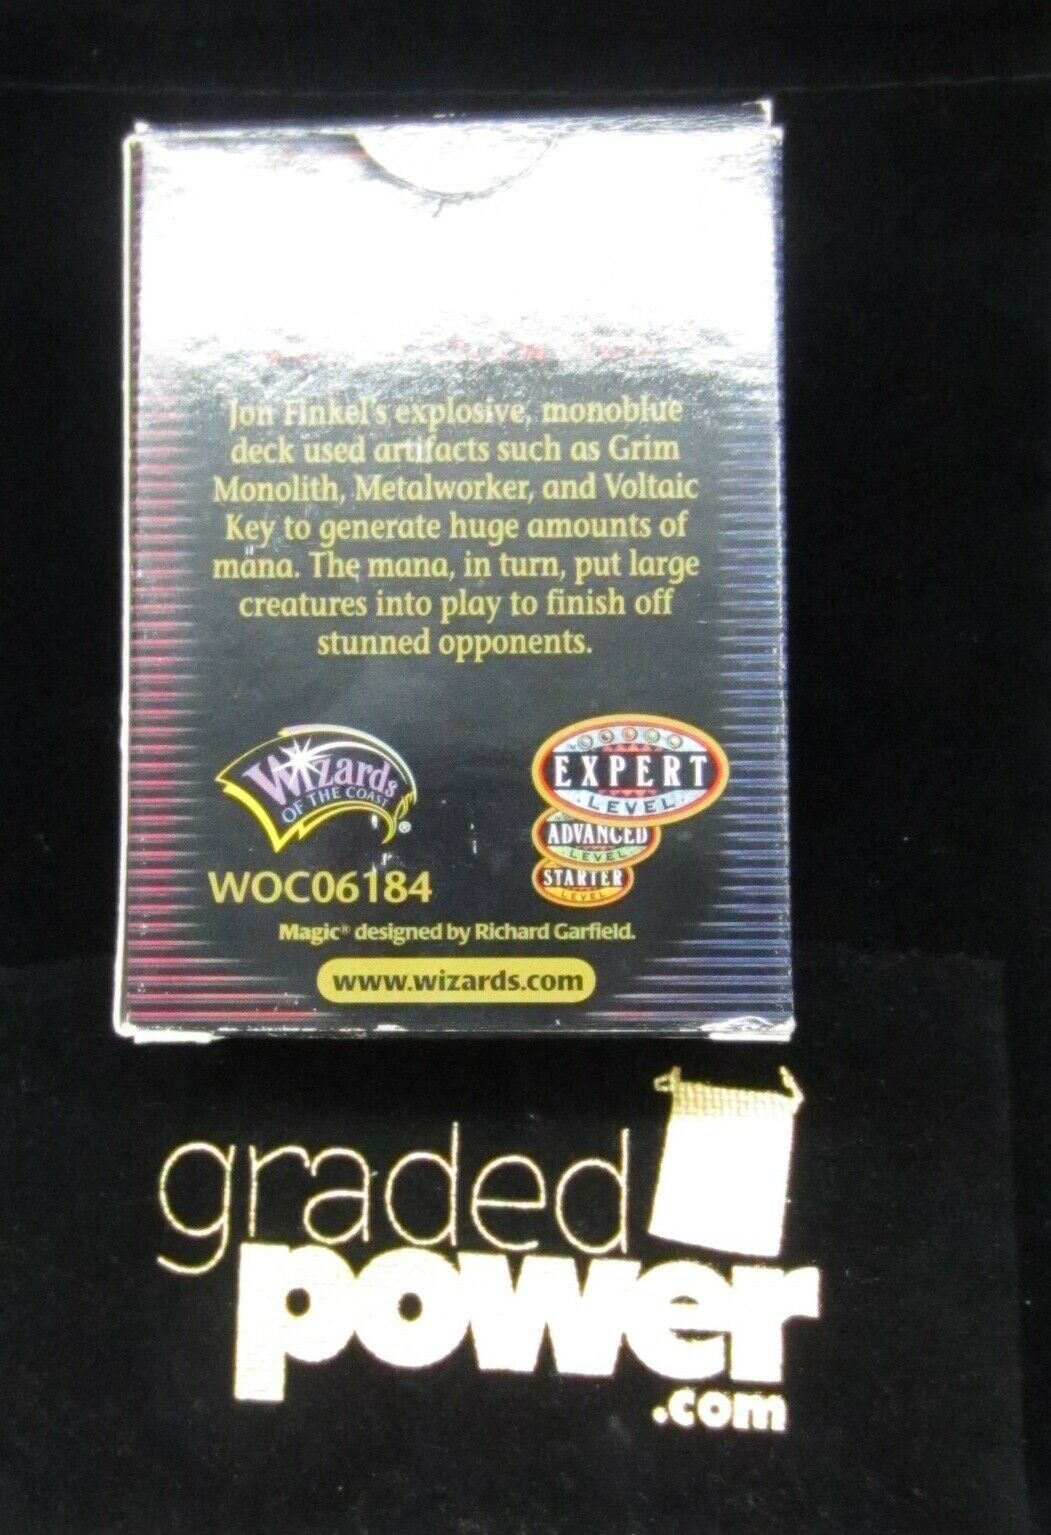 Jon Finkel's explosive, monoblue
deck used artifacts such as Grim
Monolith, Metalworker, and Voltaic
Key to generate huge amounts of
mana. The mana, in turn, put large
creatures into play to finish off
stunned opponents.
Wizards
OF THE COAST
®
EXPERT
LEVEL
ADVANCED
LEVEL
STARTER
LEVEL
WOC06184
Magic® designed by Richard Garfield.
www.wizards.com
graded
power
.com